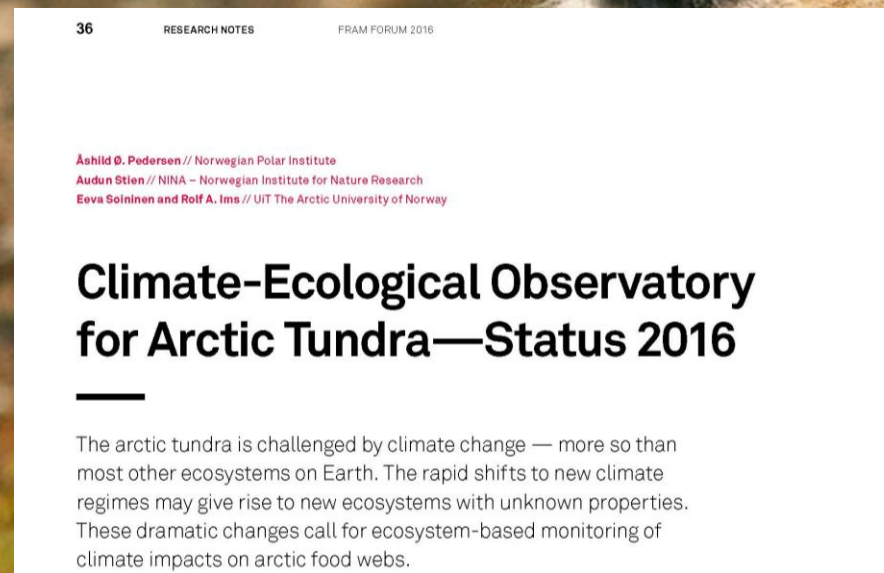 36 RESEARCH NOTES FRAM FORUM 2016
Åshild Ø. Pedersen // Norwegian Polar Institute
Audun Stien // NINA – Norwegian Institute for Nature Research
Eeva Soininen and Rolf A. Ims // UiT The Arctic University of Norway
Climate-Ecological Observatory
for Arctic Tundra—Status 2016
The arctic tundra is challenged by climate change — more so than
most other ecosystems on Earth. The rapid shifts to new climate
regimes may give rise to new ecosystems with unknown properties.
These dramatic changes call for ecosystem-based monitoring of
climate impacts on arctic food webs.